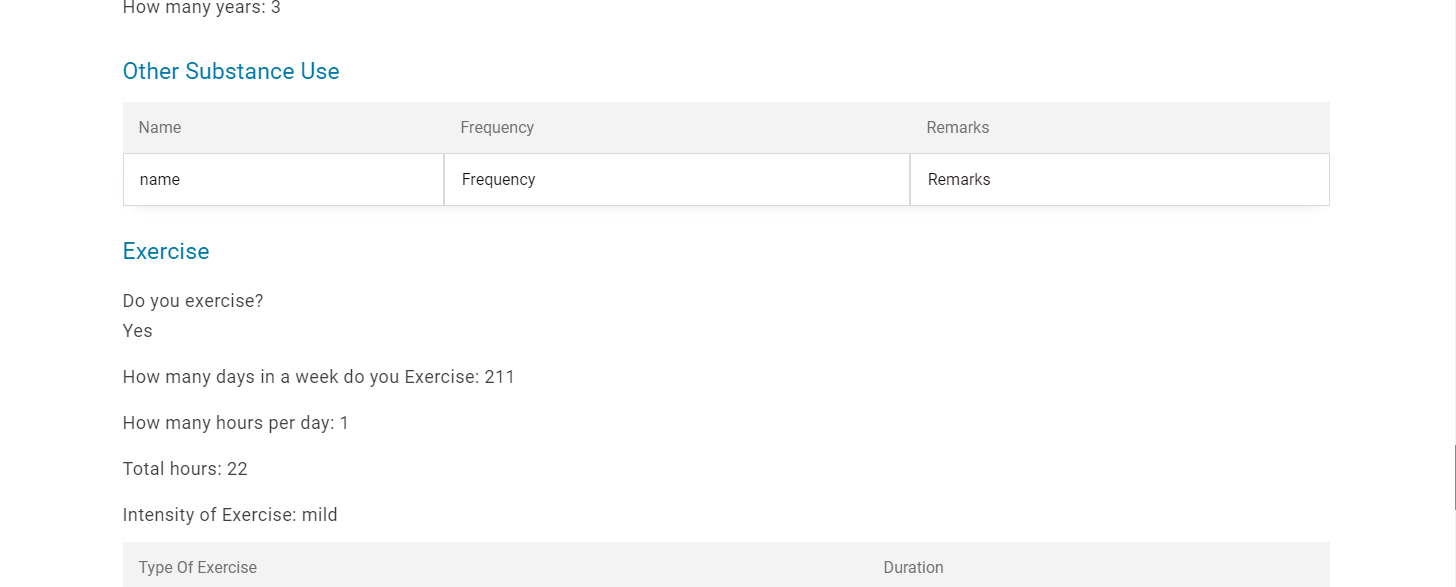 How many years: 3
Other Substance Use
Name Frequency Remarks
name Frequency Remarks
Exercise
Do you exercise?
Yes
How many days in a week do you Exercise: 211
How many hours per day: 1
Total hours: 22
Intensity of Exercise: mild
Type Of Exercise Duration